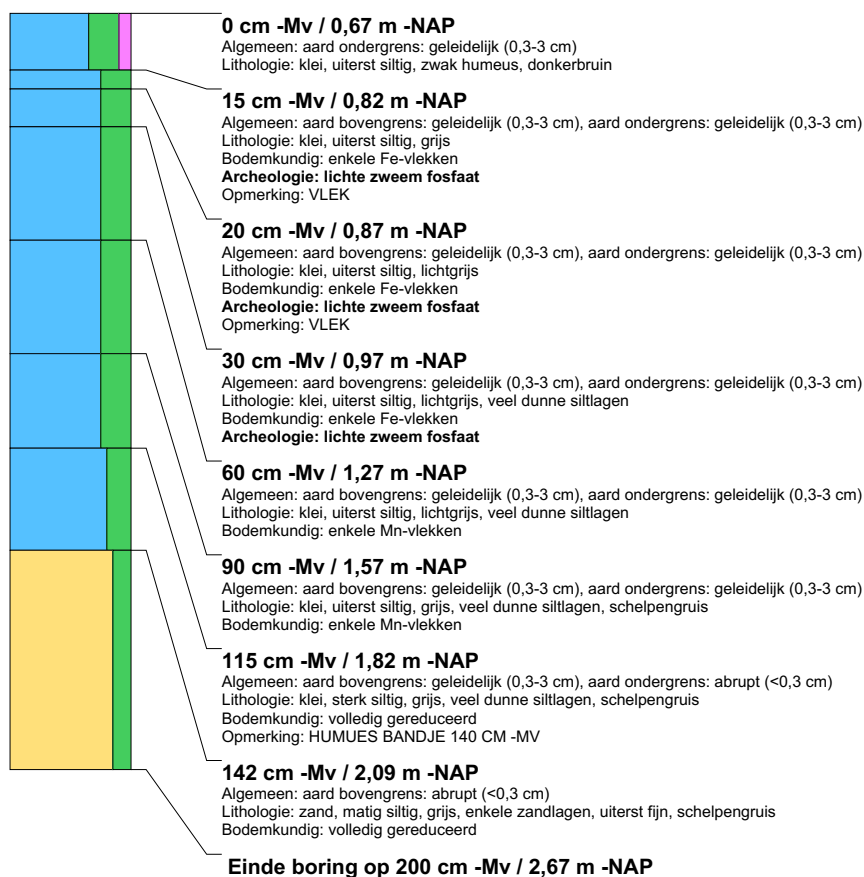 0 cm -Mv / 0,67 m -NAP
Algemeen: aard ondergrens: geleidelijk (0,3-3 cm)
Lithologie: klei, uiterst siltig, zwak humeus, donkerbruin
15 cm -Mv / 0,82 m -NAP
Algemeen: aard bovengrens: geleidelijk (0,3-3 cm), aard ondergrens: geleidelijk (0,3-3 cm)
Lithologie: klei, uiterst siltig, grijs
Bodemkundig: enkele Fe-vlekken
Archeologie: lichte zweem fosfaat
Opmerking: VLEK
20 cm -Mv / 0,87 m -NAP
Algemeen: aard bovengrens: geleidelijk (0,3-3 cm), aard ondergrens: geleidelijk (0,3-3 cm)
Lithologie: klei, uiterst siltig, lichtgrijs
Bodemkundig: enkele Fe-vlekken
Archeologie: lichte zweem fosfaat
Opmerking: VLEK
30 cm -Mv / 0,97 m -NAP
Algemeen: aard bovengrens: geleidelijk (0,3-3 cm), aard ondergrens: geleidelijk (0,3-3 cm)
Lithologie: klei, uiterst siltig, lichtgrijs, veel dunne siltlagen
Bodemkundig: enkele Fe-vlekken
Archeologie: lichte zweem fosfaat
60 cm -Mv / 1,27 m -NAP
Algemeen: aard bovengrens: geleidelijk (0,3-3 cm), aard ondergrens: geleidelijk (0,3-3 cm)
Lithologie: klei, uiterst siltig, lichtgrijs, veel dunne siltlagen
Bodemkundig: enkele Mn-vlekken
90 cm -Mv / 1,57 m -NAP
Algemeen: aard bovengrens: geleidelijk (0,3-3 cm), aard ondergrens: geleidelijk (0,3-3 cm)
Lithologie: klei, uiterst siltig, grijs, veel dunne siltlagen, schelpengruis
Bodemkundig: enkele Mn-vlekken
115 cm -Mv / 1,82 m -NAP
Algemeen: aard bovengrens: geleidelijk (0,3-3 cm), aard ondergrens: abrupt (<0,3 cm)
Lithologie: klei, sterk siltig, grijs, veel dunne siltlagen, schelpengruis
Bodemkundig: volledig gereduceerd
Opmerking: HUMUES BANDJE 140 CM -MV
142 cm -Mv / 2,09 m -NAP
Algemeen: aard bovengrens: abrupt (<0,3 cm)
Lithologie: zand, matig siltig, grijs, enkele zandlagen, uiterst fijn, schelpengruis
Bodemkundig: volledig gereduceerd
Einde boring op 200 cm -Mv / 2,67 m -NAP